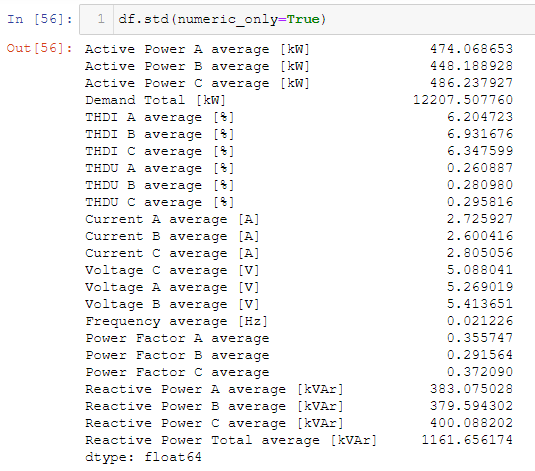 In [56]: 1 df.std(numeric_only=True)
Out[56]: Active Power A average [kW] 474.068653
Active Power B average [kW] 448.188928
Active Power C average [kW] 486.237927
Demand Total [kW] 12207.507760
THDI A average [%] 6.204723
THDI B average [%] 6.931676
THDI C average [%] 6.347599
THDU A average [%] 0.260887
THDU B average [%] 0.280980
THDU C average [%] 0.295816
Current A average [A] 2.725927
Current B average [A] 2.600416
Current C average [A] 2.805056
Voltage C average [V] 5.088041
Voltage A average [V] 5.269019
Voltage B average [V] 5.413651
Frequency average [Hz] 0.021226
Power Factor A average 0.355747
Power Factor B average 0.291564
Power Factor C average 0.372090
Reactive Power A average [kVAr] 383.075028
Reactive Power B average [kVAr] 379.594302
Reactive Power C average [kVAr] 400.088202
Reactive Power Total average [kVAr] 1161.656174
dtype: float64